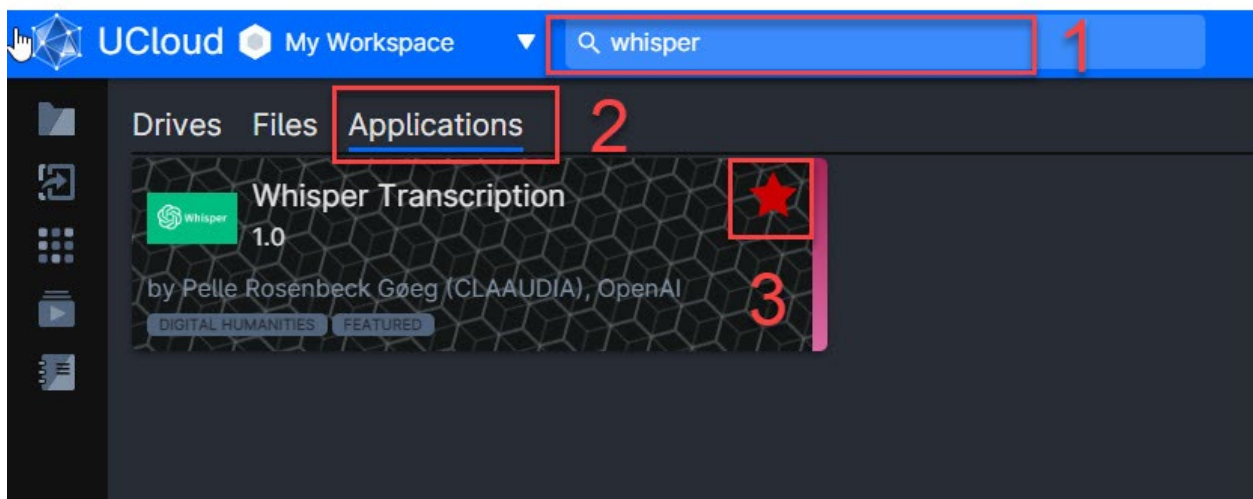 UCloud My Workspace whisper 1
Drives Files Applications 2
Whisper Transcription
Whisper
1.0
by Pelle Rosenbeck Gøeg (CLAAUDIA), OpenAI
3
DIGITAL HUMANITIES FEATURED